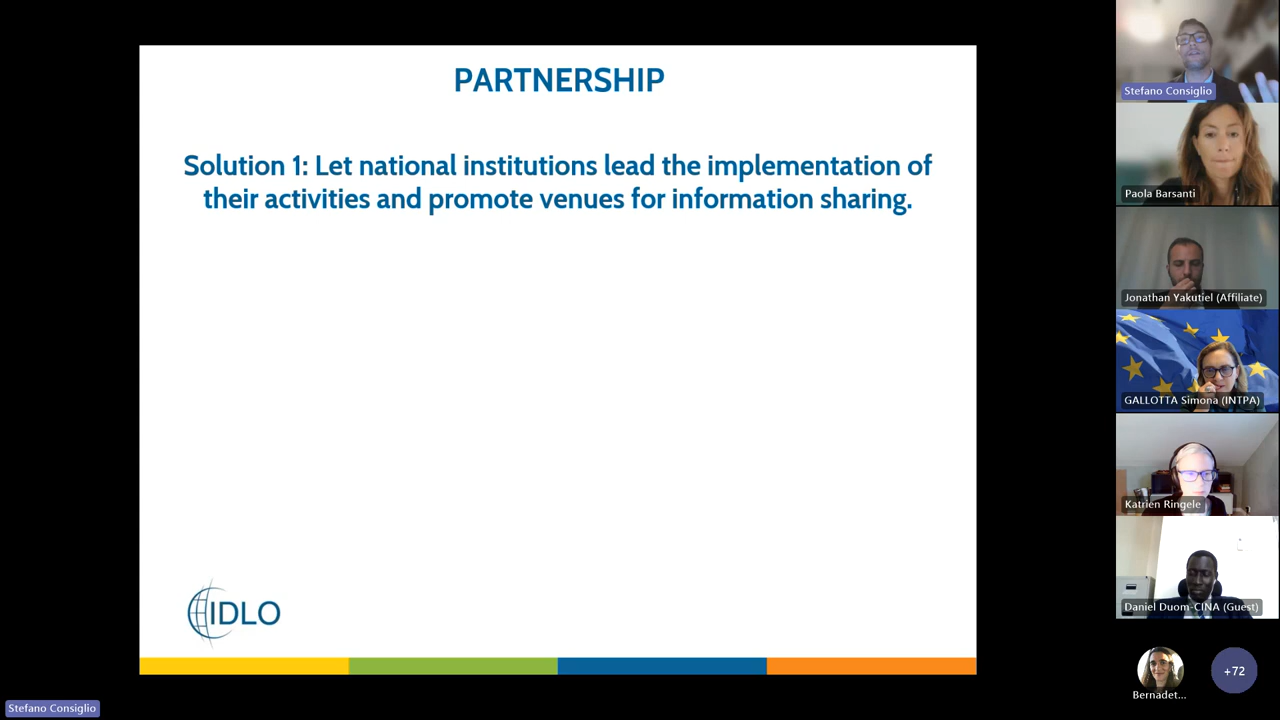 PARTNERSHIP
Solution 1: Let national institutions lead the implementation of
their activities and promote venues for information sharing.
IDLO
Stefano Consiglio
Paola Barsanti
Jonathan Yakutiel (Affiliate)
GALLOTTA Simona (INTPA)
Katrien Ringele
Daniel Duom-CINA (Guest)
Bernadet...
+72
Stefano Consiglio